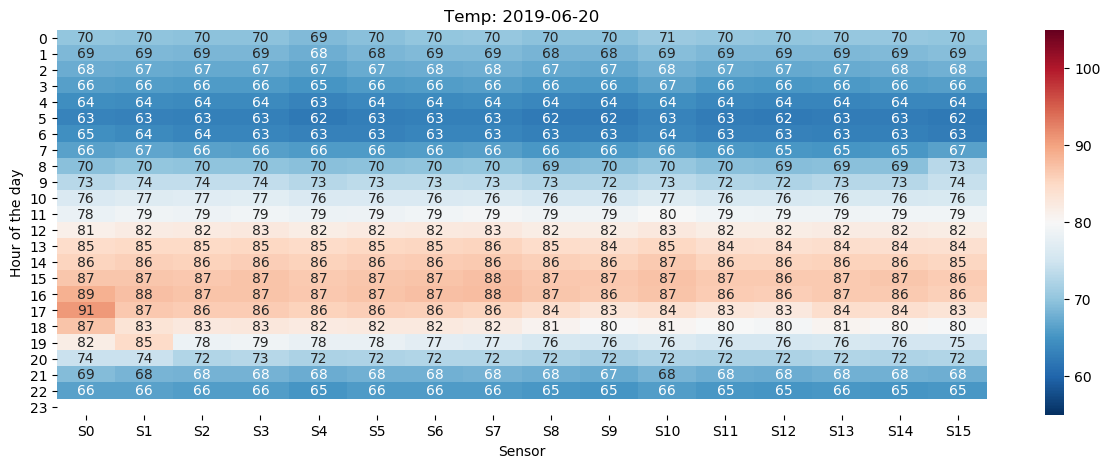 Temp: 2019-06-20
0 70 70 70 70 69 70 70 70 70 70 71 70 70 70 70 70
1 69 69 69 69 68 68 69 69 68 68 69 69 69 69 69 69
2 68 67 67 67 67 67 68 68 67 67 68 67 67 67 68 68
3 66 66 66 66 65 66 66 66 66 66 67 66 66 66 66 66
4 64 64 64 64 63 64 64 64 64 64 64 64 64 64 64 64
5 63 63 63 63 62 63 63 63 62 62 63 63 62 63 63 62
6 65 64 64 63 63 63 63 63 63 63 64 63 63 63 63 63
7 66 67 66 66 66 66 66 66 66 66 66 66 65 65 65 67
8 70 70 70 70 70 70 70 70 69 70 70 70 69 69 69 73
9 73 74 74 74 73 73 73 73 73 72 73 72 72 73 73 74
10 76 77 77 77 76 76 76 76 76 76 77 76 76 76 76 76
11 78 79 79 79 79 79 79 79 79 79 80 79 79 79 79 79
12 81 82 82 83 82 82 82 83 82 82 83 82 82 82 82 82
13 85 85 85 85 85 85 85 86 85 84 85 84 84 84 84 84
14 86 86 86 86 86 86 86 86 86 86 87 86 86 86 86 85
15 87 87 87 87 87 87 87 88 87 87 87 87 86 87 87 86
16 89 88 87 87 87 87 87 88 87 86 87 86 86 87 86 86
17 91 87 86 86 86 86 86 86 84 83 84 83 83 84 84 83
18 87 83 83 83 82 82 82 82 81 80 81 80 80 81 80 80
19 82 85 78 79 78 78 77 77 76 76 76 76 76 76 76 75
20 74 74 72 73 72 72 72 72 72 72 72 72 72 72 72 72
21 69 68 68 68 68 68 68 68 68 67 68 68 68 68 68 68
22 66 66 66 66 65 66 66 66 65 65 66 65 65 66 65 65
23
S0 S1 S2 S3 S4 S5 S6 S7 S8 S9 S10 S11 S12 S13 S14 S15
Sensor
Hour of the day
100
90
80
70
60